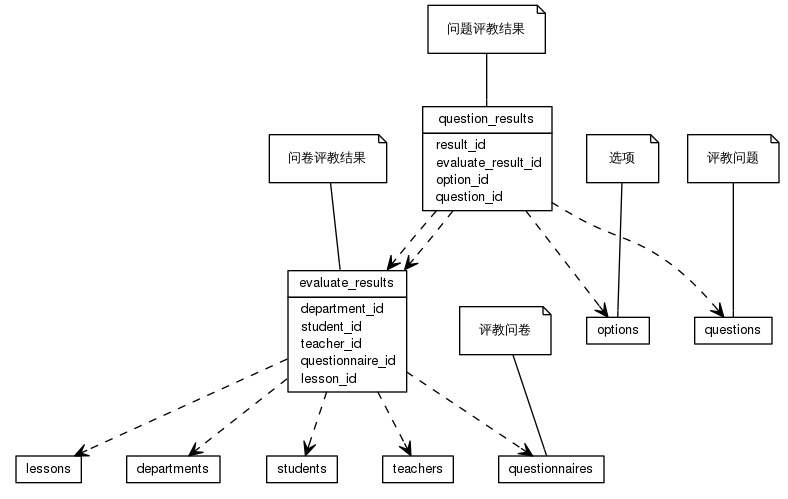 问题评教结果
question_results
result_id
evaluate_result_id
option_id
question_id
问卷评教结果
选项
评教问题
evaluate_results
department_id
student_id
teacher_id
questionnaire_id
lesson_id
评教问卷
options
questions
lessons
departments
students
teachers
questionnaires